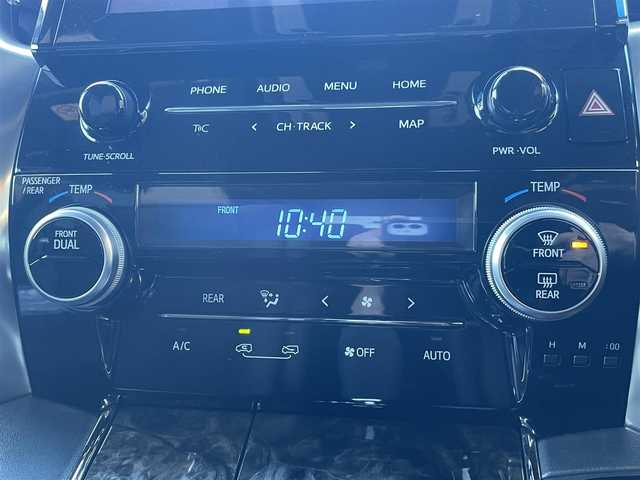 PHONE AUDIO MENU HOME
TUNE·SCROLL
T C < CH·TRACK > MAP
PWR·VOL
PASSENGER
/REAR
TEMP
FRONT
DUAL
FRONT
10:40
TEMP
FRONT
REAR
REAR < >
A/C
OFF
AUTO
H M :00